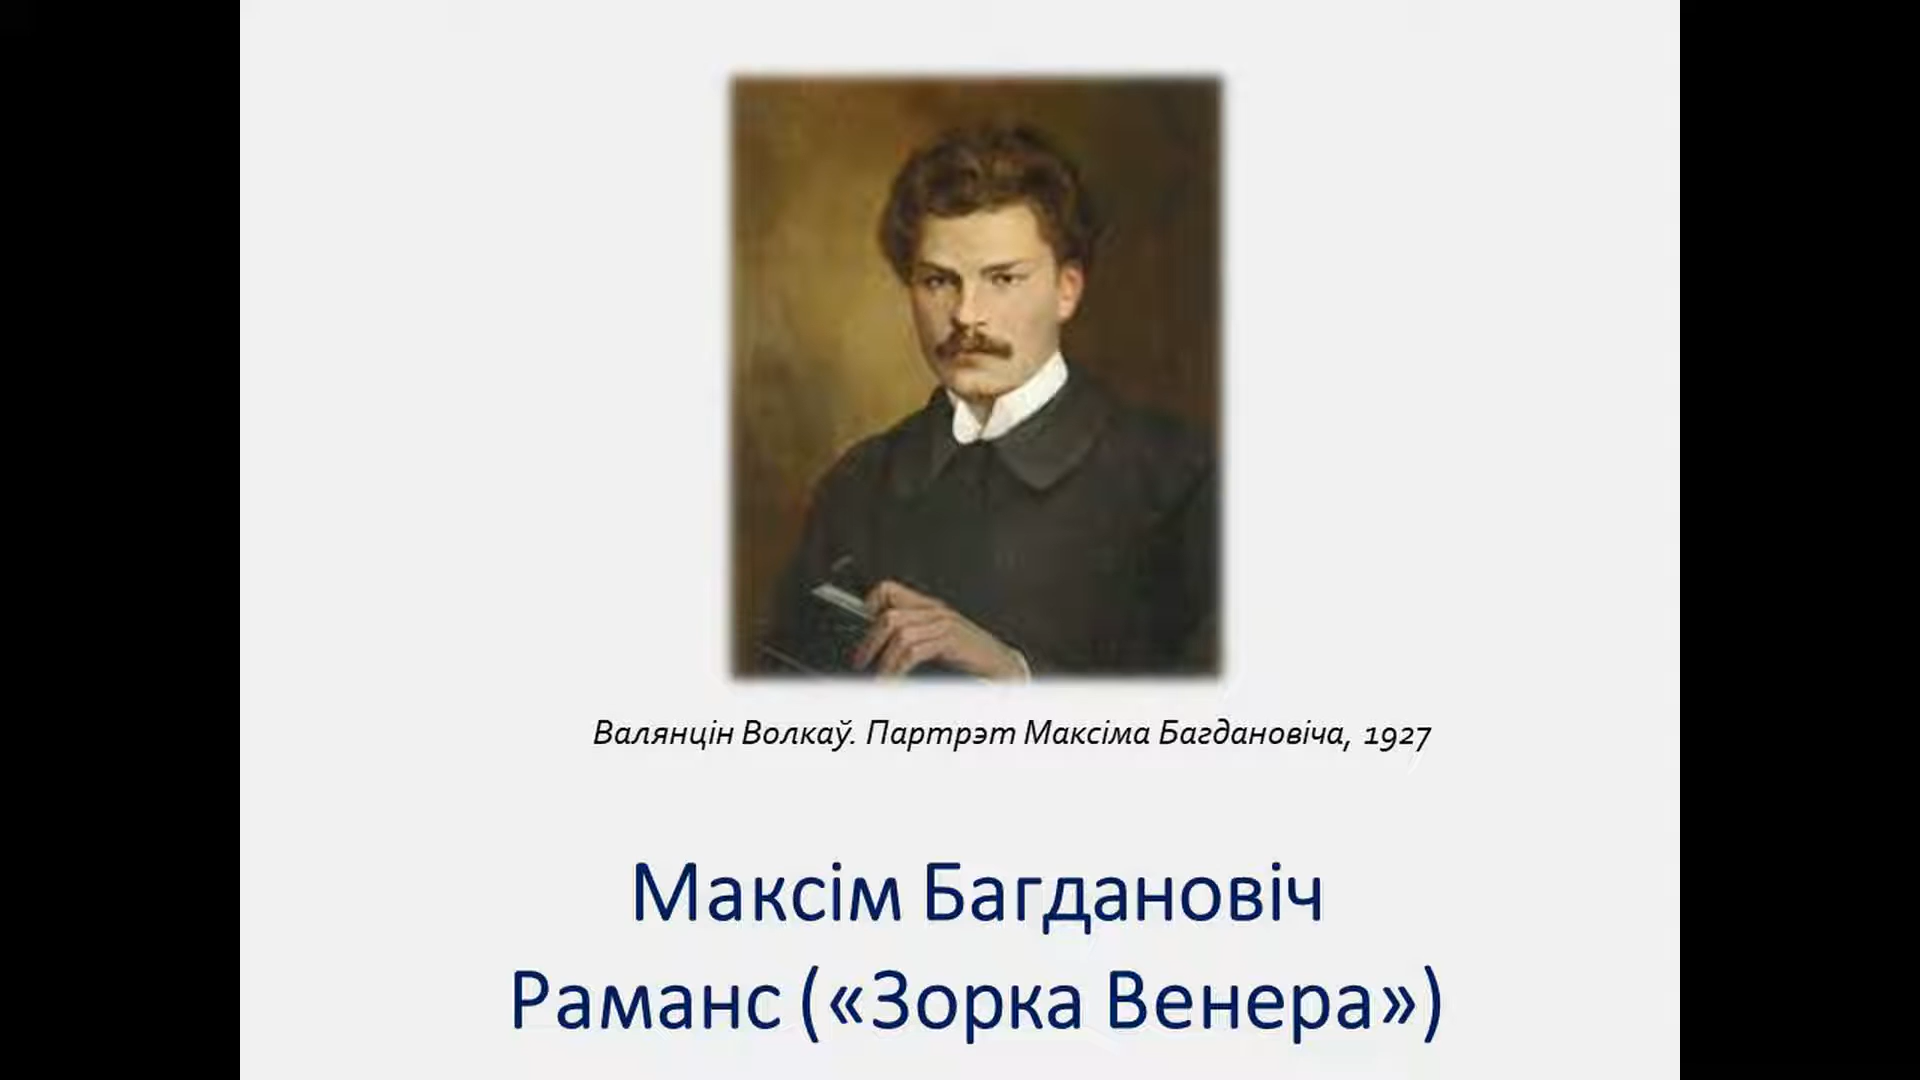 Валянцін Волкаў. Партрэт Максіма Багдановіча, 1927
Максім Багдановіч
Раманс («Зорка Венера»)